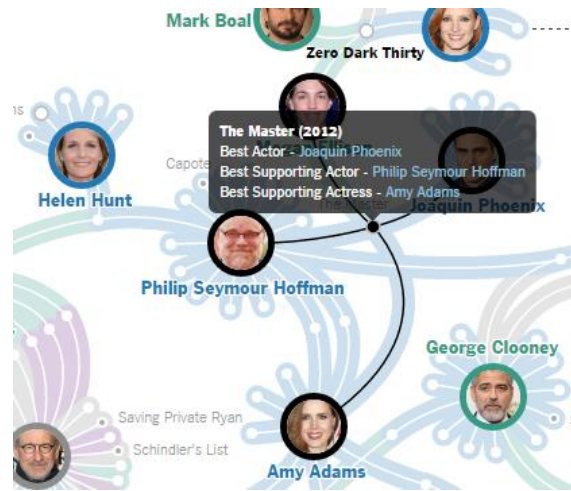 Mark Boal
Zero Dark Thirty
The Master (2012)
Best Actor - Joaquin Phoenix
Best Supporting Actor - Philip Seymour Hoffman
Best Supporting Actress - Amy Adams
Capote
The Master
Helen Hunt
Joaquin Phoenix
Philip Seymour Hoffman
George Clooney
Saving Private Ryan
Schindler's List
Amy Adams